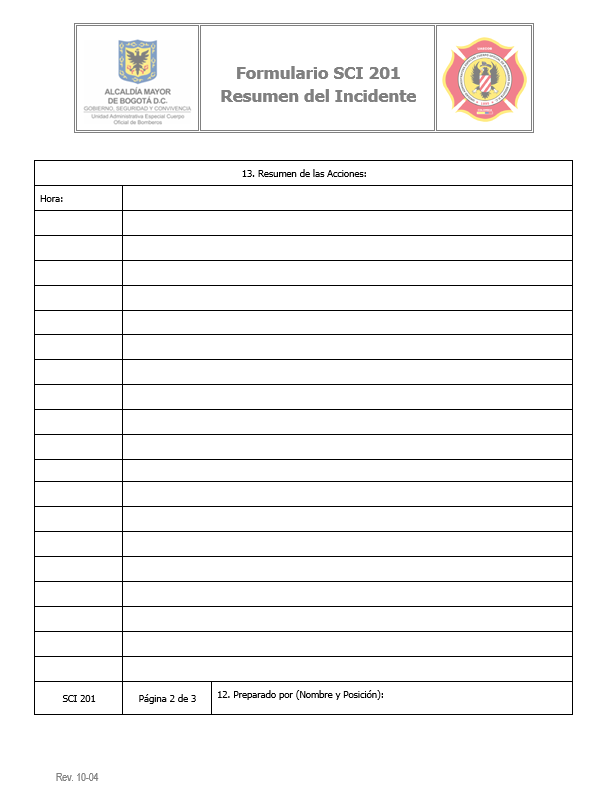 ALCALDÍA MAYOR
DE BOGOTÁ D.C.
GOBIERNO, SEGURIDAD Y CONVIVENCIA
Unidad Administrativa Especial Cuerpo
Oficial de Bomberos
Formulario SCI 201
Resumen del Incidente
13. Resumen de las Acciones:
Hora:
SCI 201
Página 2 de 3
12. Preparado por (Nombre y Posición):
Rev. 10-04